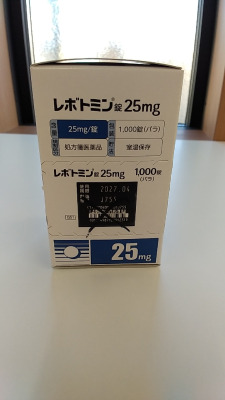 レボトミン®錠25mg
25mg/錠
1,000錠(バラ)
処方箋医薬品
室温保存
レボトミン錠25mg 1,000錠
(バラ)
2027.04
25mg